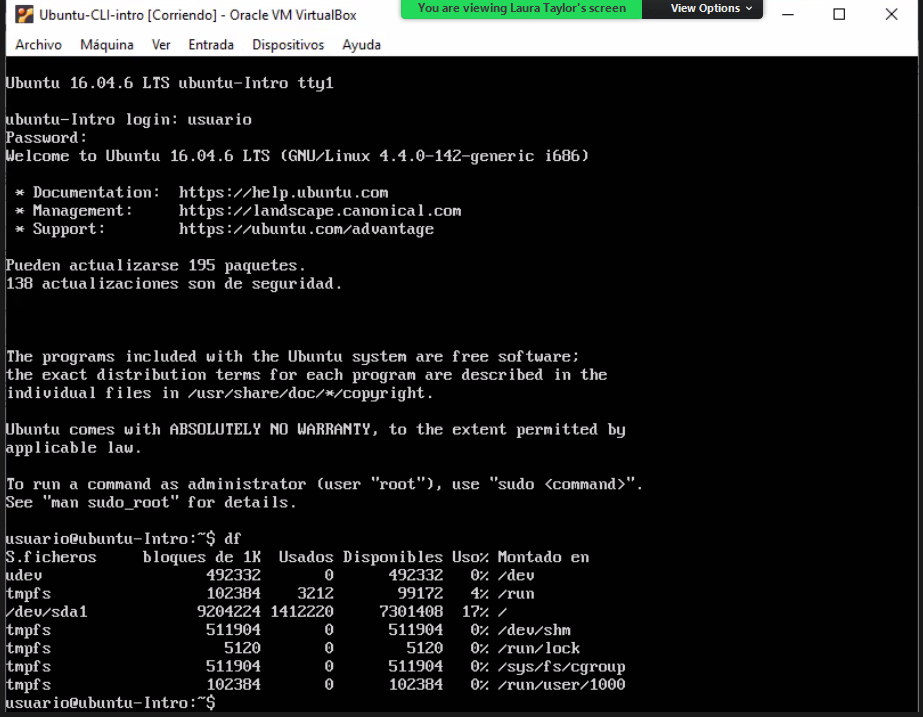 Ubuntu-CLI-intro [Corriendo] - Oracle VM VirtualBox
You are viewing Laura Taylor's screen
View Options
Archivo Máquina Ver Entrada Dispositivos Ayuda
Ubuntu 16.04.6 LTS ubuntu-Intro tty1
ubuntu-Intro login: usuario
Password:
Welcome to Ubuntu 16.04.6 LTS (GNU/Linux 4.4.0-142-generic i686)
* Documentation:  https://help.ubuntu.com
* Management:     https://landscape.canonical.com
* Support:        https://ubuntu.com/advantage
Pueden actualizarse 195 paquetes.
138 actualizaciones son de seguridad.
The programs included with the Ubuntu system are free software;
the exact distribution terms for each program are described in the
individual files in /usr/share/doc/*/copyright.
Ubuntu comes with ABSOLUTELY NO WARRANTY, to the extent permitted by
applicable law.
To run a command as administrator (user "root"), use "sudo <command>".
See "man sudo_root" for details.
usuario@ubuntu-Intro:~$ df
S.ficheros     bloques de 1K  Usados Disponibles Uso% Montado en
udev                  492332       0      492332   0% /dev
tmpfs                 102384    3212       99172   4% /run
/dev/sda1            9204224 1412220     7301408  17% /
tmpfs                 511904       0      511904   0% /dev/shm
tmpfs                   5120       0        5120   0% /run/lock
tmpfs                 511904       0      511904   0% /sys/fs/cgroup
tmpfs                 102384       0      102384   0% /run/user/1000
usuario@ubuntu-Intro:~$